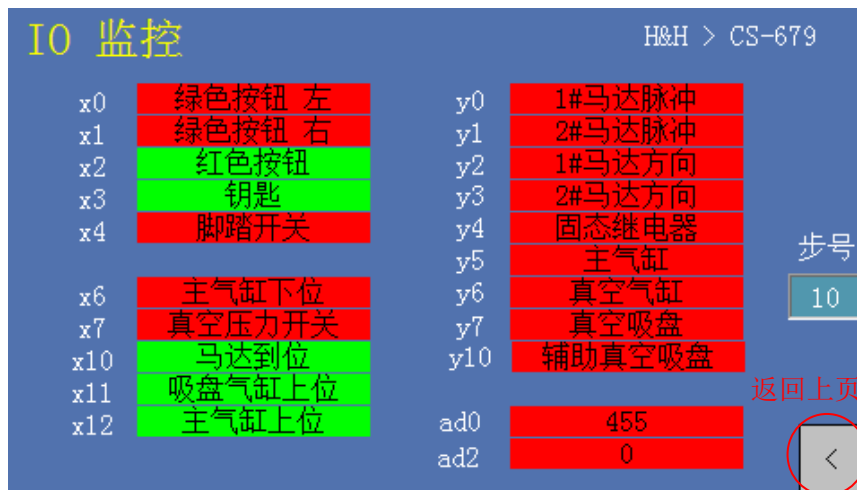 IO 监控
H&H > CS-679
x0 绿色按钮 左
x1 绿色按钮 右
x2 红色按钮
x3 钥匙
x4 脚踏开关
x6 主气缸下位
x7 真空压力开关
x10 马达到位
x11 吸盘气缸上位
x12 主气缸上位
y0 1#马达脉冲
y1 2#马达脉冲
y2 1#马达方向
y3 2#马达方向
y4 固态继电器
y5 主气缸
y6 真空气缸
y7 真空吸盘
y10 辅助真空吸盘
ad0 455
ad2 0
步号
10
返回上页
<